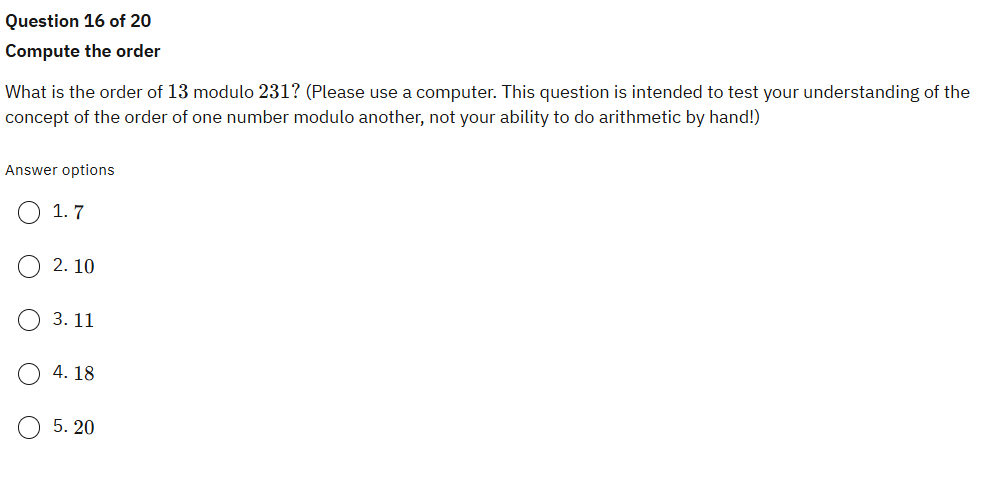 Question 16 of 20
Compute the order
What is the order of 13 modulo 231? (Please use a computer. This question is intended to test your understanding of the
concept of the order of one number modulo another, not your ability to do arithmetic by hand!)
Answer options
1. 7
2. 10
3. 11
4. 18
5. 20